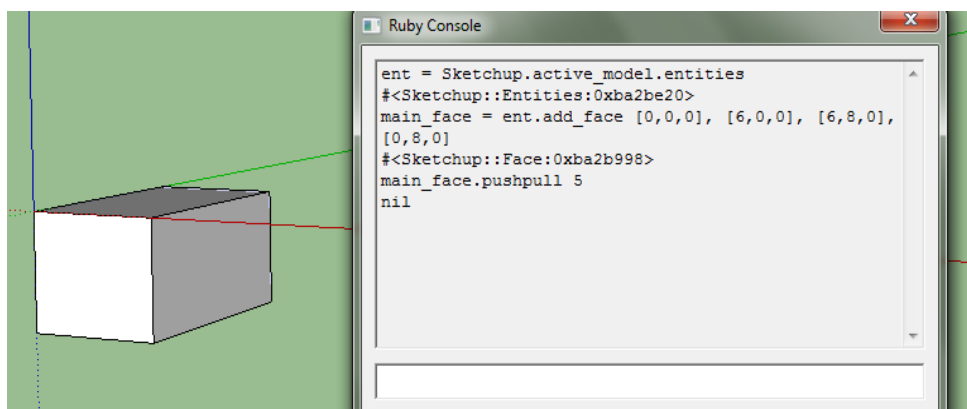 Ruby Console
ent = Sketchup.active_model.entities
#<Sketchup::Entities:0xba2be20>
main_face = ent.add_face [0,0,0], [6,0,0], [6,8,0],
[0,8,0]
#<Sketchup::Face:0xba2b998>
main_face.pushpull 5
nil